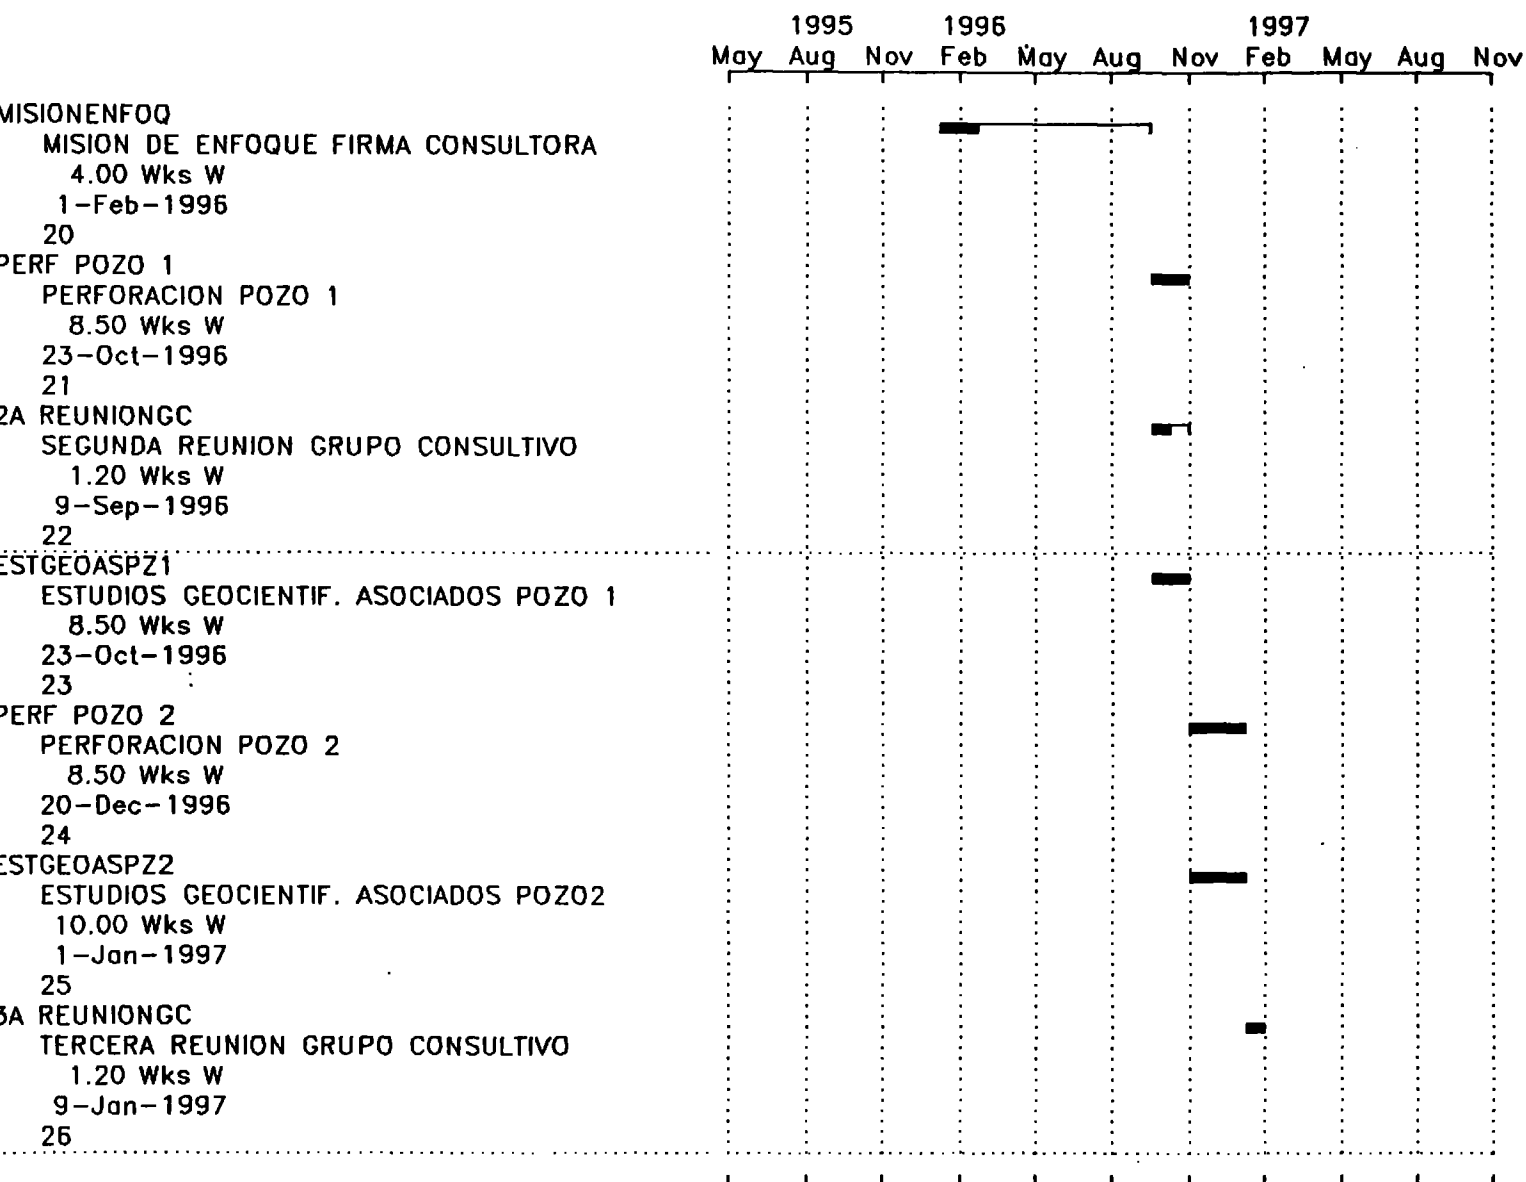 1995 1996 1997
May Aug Nov Feb May Aug Nov Feb May Aug Nov
MISIONENFOQ
MISION DE ENFOQUE FIRMA CONSULTORA
4.00 Wks W
1-Feb-1996
20
PERF POZO 1
PERFORACION POZO 1
8.50 Wks W
23-Oct-1996
21
2A REUNIONGC
SEGUNDA REUNION GRUPO CONSULTIVO
1.20 Wks W
9-Sep-1996
22
ESTGEOASPZ1
ESTUDIOS GEOCIENTIF. ASOCIADOS POZO 1
8.50 Wks W
23-Oct-1996
23
PERF POZO 2
PERFORACION POZO 2
8.50 Wks W
20-Dec-1996
24
ESTGEOASPZ2
ESTUDIOS GEOCIENTIF. ASOCIADOS POZO2
10.00 Wks W
1-Jan-1997
25
3A REUNIONGC
TERCERA REUNION GRUPO CONSULTIVO
1.20 Wks W
9-Jan-1997
26